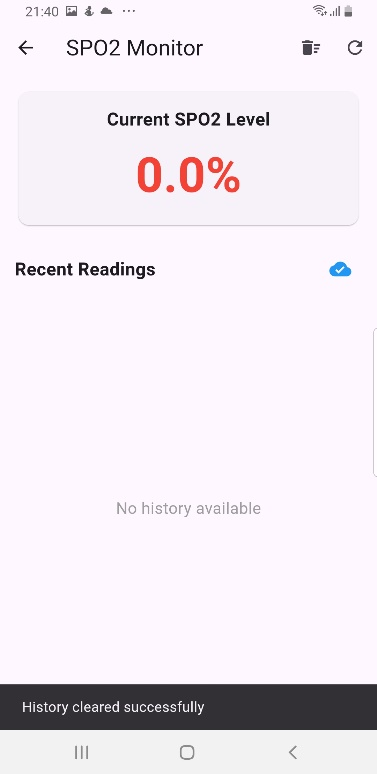 21:40
SPO2 Monitor
Current SPO2 Level
0.0%
Recent Readings
No history available
History cleared successfully